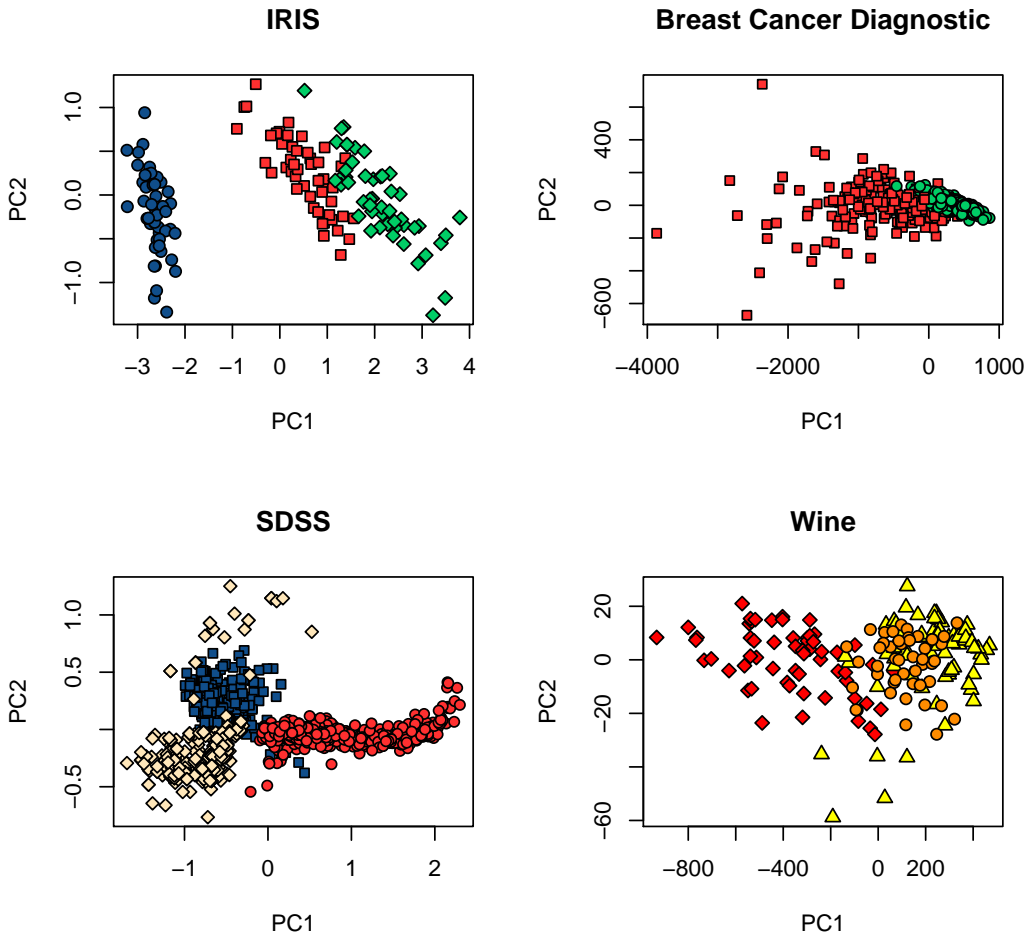 IRIS
PC2
1.0
0.0
−1.0
−3 −2 −1 0 1 2 3 4
PC1
Breast Cancer Diagnostic
PC2
400
0
−600
−4000 −2000 0 1000
PC1
SDSS
PC2
1.0
0.5
−0.5
−1 0 1 2
PC1
Wine
PC2
20
0
−20
−60
−800 −400 0 200
PC1